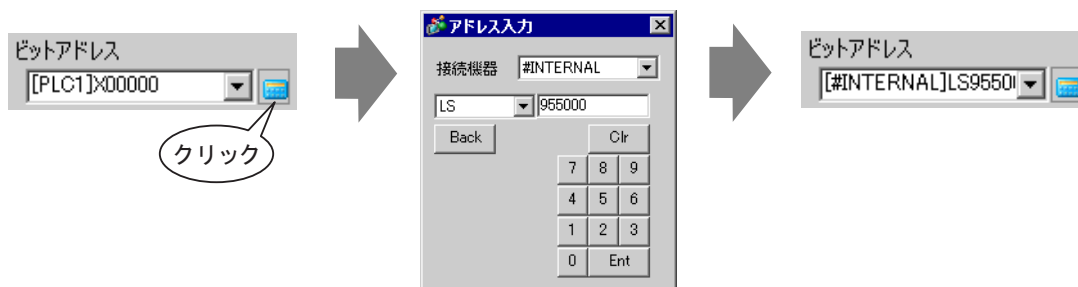 ビットアドレス
[PLC1]X00000
クリック
アドレス入力
接続機器 #INTERNAL
LS 955000
Back Clr
7 8 9
4 5 6
1 2 3
0 Ent
ビットアドレス
[#INTERNAL]LS9550